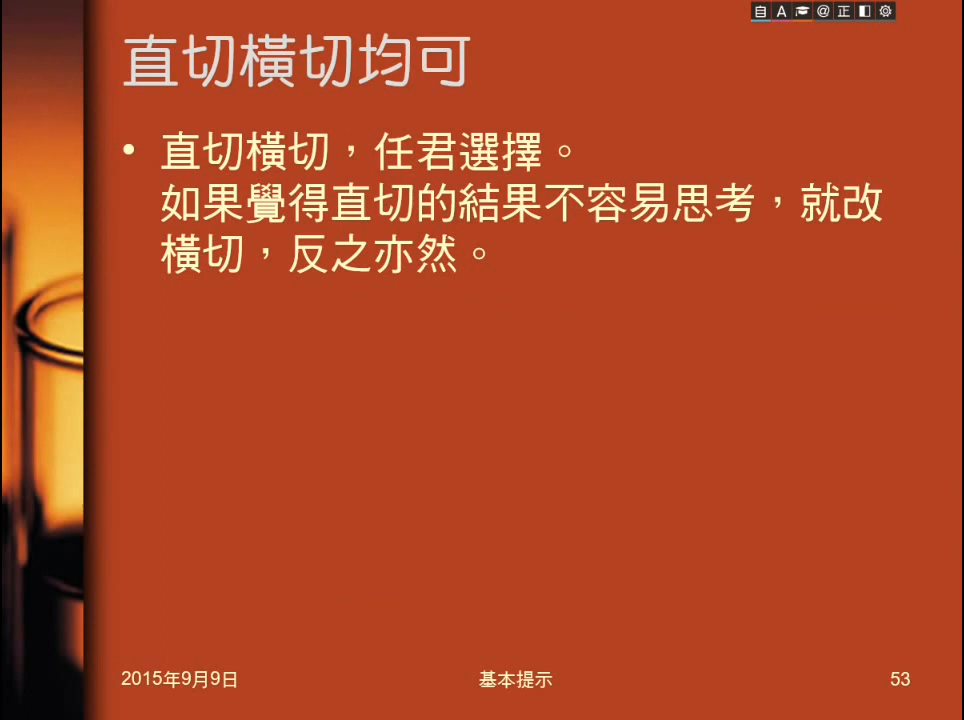 自 A @ 正
直切橫切均可
• 直切橫切，任君選擇。
如果覺得直切的結果不容易思考，就改
橫切，反之亦然。
2015年9月9日 基本提示 53